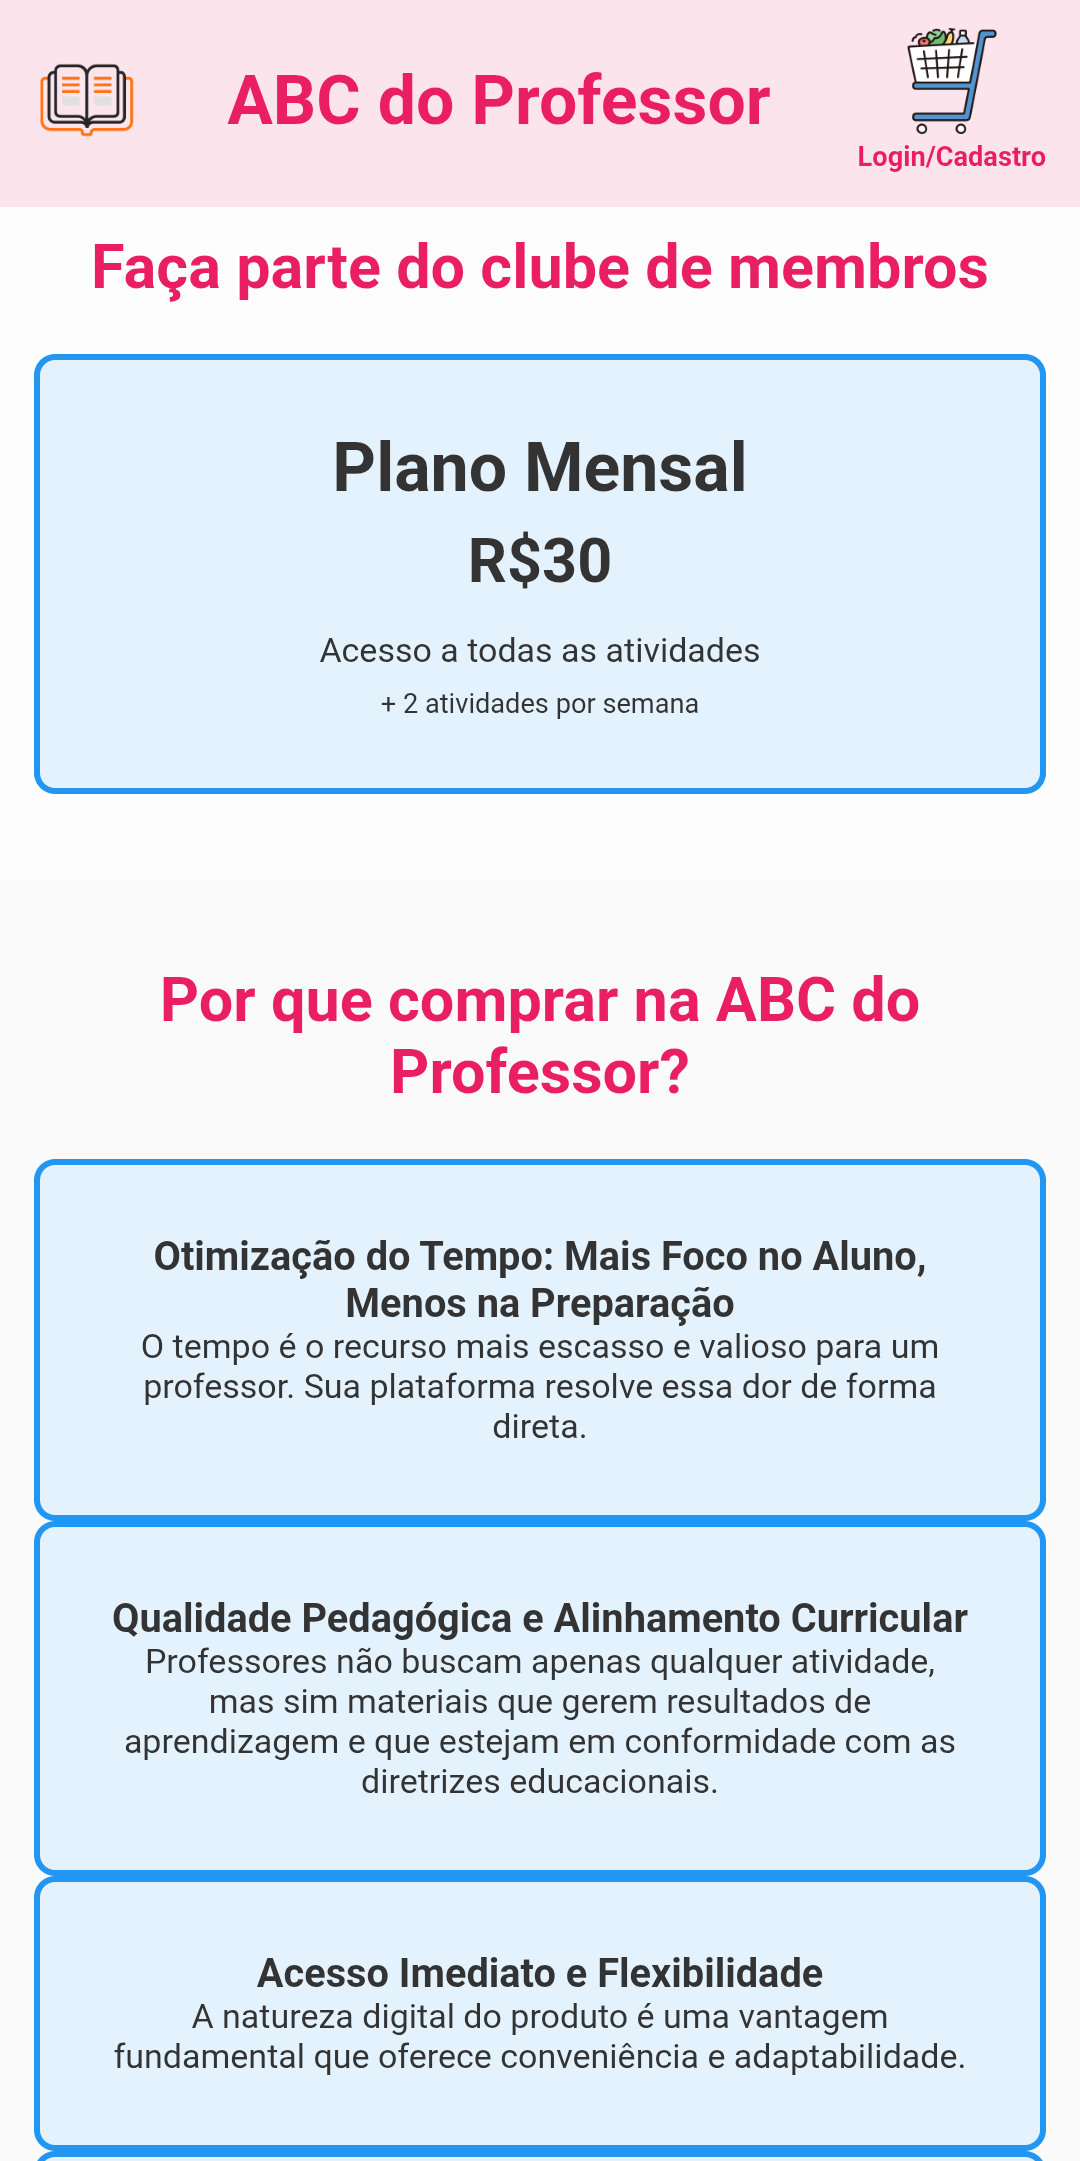 ABC do Professor
Login/Cadastro
Faça parte do clube de membros
Plano Mensal
R$30
Acesso a todas as atividades
+ 2 atividades por semana
Por que comprar na ABC do
Professor?
Otimização do Tempo: Mais Foco no Aluno,
Menos na Preparação
O tempo é o recurso mais escasso e valioso para um
professor. Sua plataforma resolve essa dor de forma
direta.
Qualidade Pedagógica e Alinhamento Curricular
Professores não buscam apenas qualquer atividade,
mas sim materiais que gerem resultados de
aprendizagem e que estejam em conformidade com as
diretrizes educacionais.
Acesso Imediato e Flexibilidade
A natureza digital do produto é uma vantagem
fundamental que oferece conveniência e adaptabilidade.